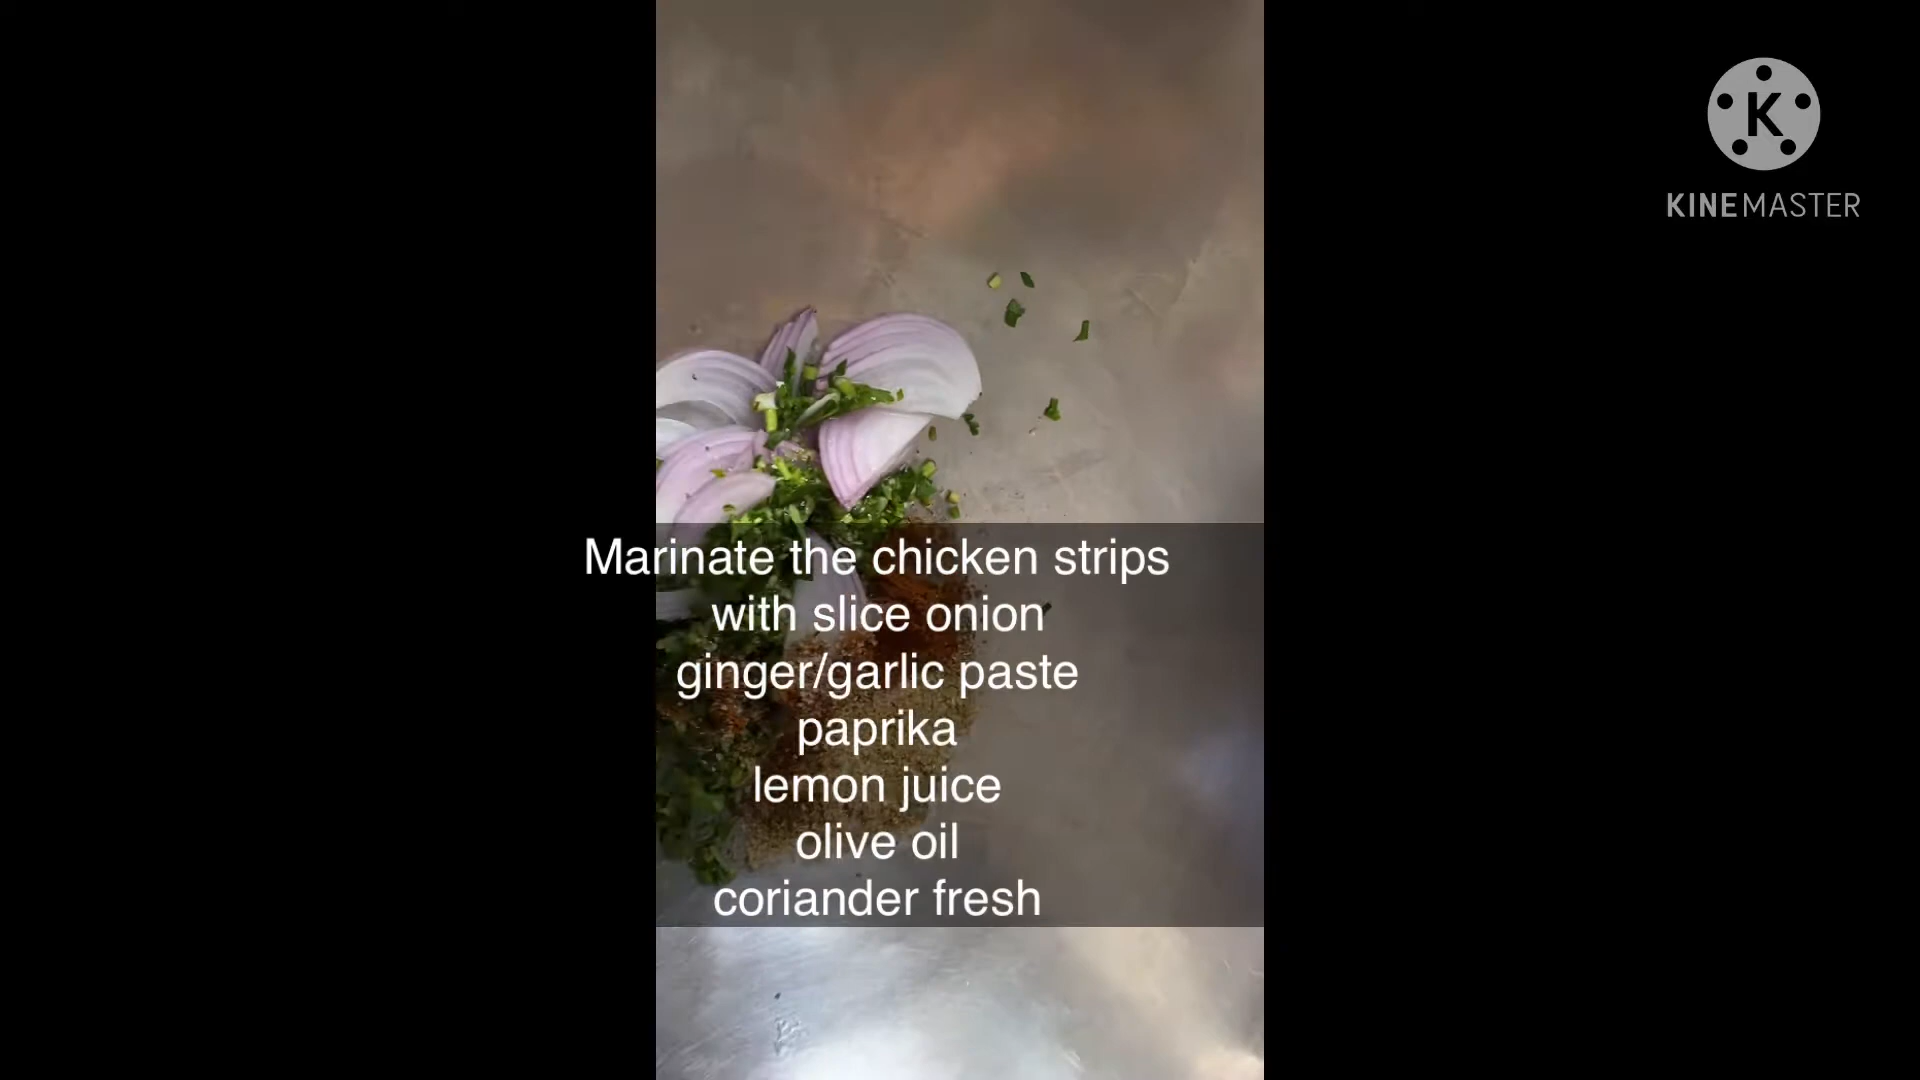 K
KINEMASTER
Marinate the chicken strips
with slice onion
ginger/garlic paste
paprika
lemon juice
olive oil
coriander fresh